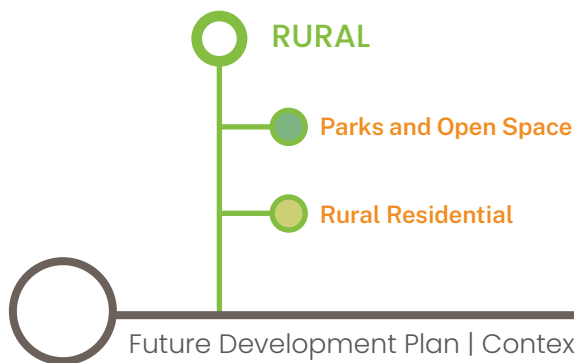 RURAL
Parks and Open Space
Rural Residential
Future Development Plan | Contex